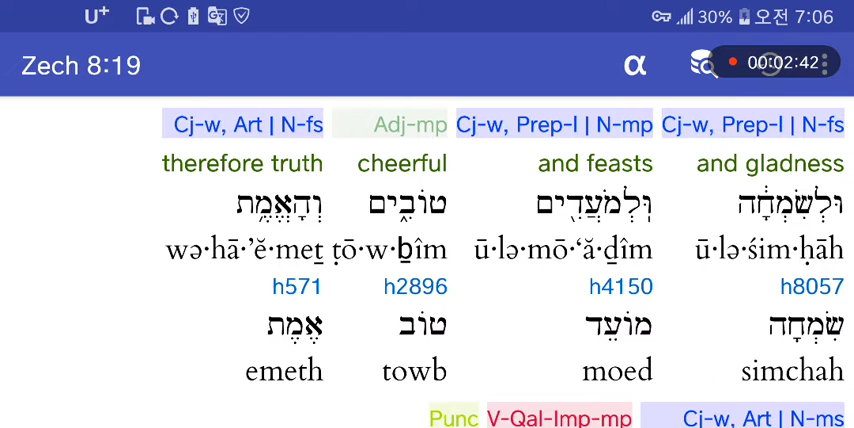 U+ 30% 오전 7:06
Zech 8:19 α 00:02:42
Cj-w, Art | N-fs Adj-mp Cj-w, Prep-l | N-mp Cj-w, Prep-l | N-fs
therefore truth cheerful and feasts and gladness
וּלְשִׂמְחָ֔ה וּֽלְמֹעֲדִ֖ים טוֹבִ֑ים וְהָאֱמֶ֥ת
wə·hā·’ĕ·meṯ ṭō·w·ḇîm ū·lə·mō·‘ă·ḏîm ū·lə·śim·ḥāh
h571 h2896 h4150 h8057
שִׂמְחָה מוֹעֵד טוֹב אֶמֶת
emeth towb moed simchah
Punc V-Qal-Imp-mp Cj-w, Art | N-ms